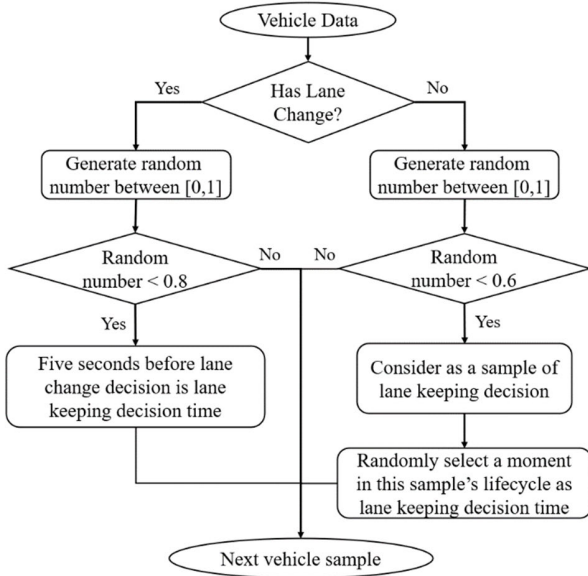 Vehicle Data
Has Lane
Change?
Yes
No
Generate random
number between [0,1]
Generate random
number between [0,1]
Random
number < 0.8
No
No
Random
number < 0.6
Yes
Yes
Five seconds before lane
change decision is lane
keeping decision time
Consider as a sample of
lane keeping decision
Randomly select a moment
in this sample's lifecycle as
lane keeping decision time
Next vehicle sample